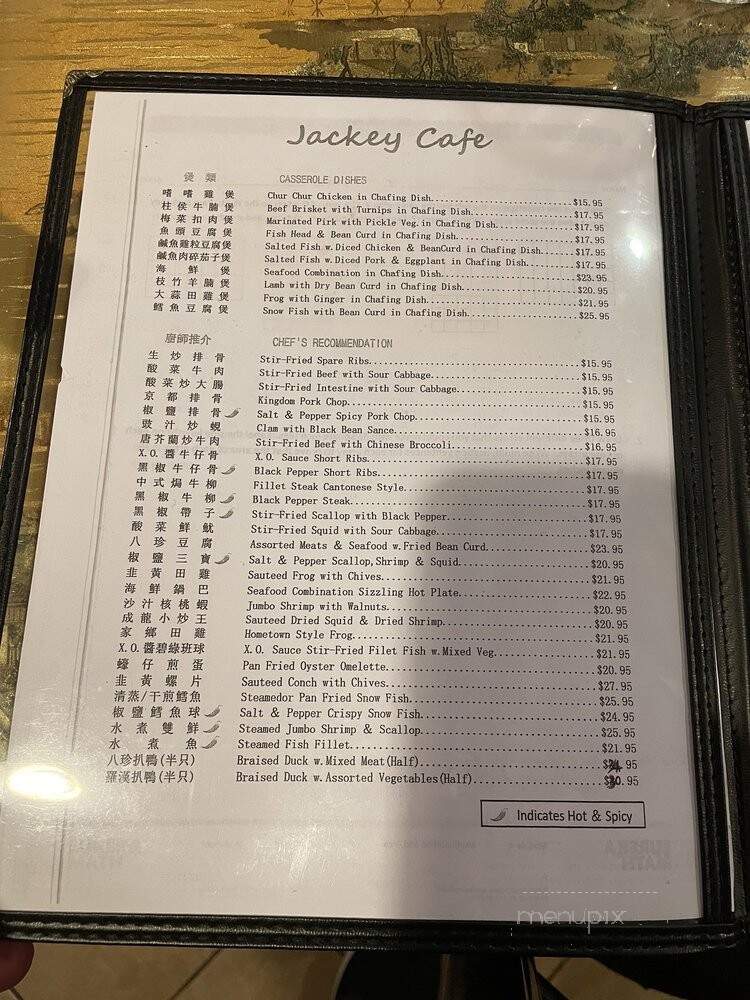 Jackey Cafe
煲 類 CASSEROLE DISHES
嗜嗜雞煲 Chur Chur Chicken in Chafing Dish $15.95
柱侯牛腩煲 Beef Brisket with Turnips in Chafing Dish $17.95
梅菜扣肉煲 Marinated Pirk with Pickle Veg. in Chafing Dish $17.95
魚頭豆腐煲 Fish Head & Bean Curd in Chafing Dish $17.95
鹹魚雞粒豆腐煲 Salted Fish w. Diced Chicken & BeanCurd in Chafing Dish $17.95
鹹魚肉碎茄子煲 Salted Fish w. Diced Pork & Eggplant in Chafing Dish $17.95
海鮮煲 Seafood Combination in Chafing Dish $23.95
枝竹羊腩煲 Lamb with Dry Bean Curd in Chafing Dish $20.95
大蒜田雞煲 Frog with Ginger in Chafing Dish $21.95
鱈魚豆腐煲 Snow Fish with Bean Curd in Chafing Dish $25.95
廚師推介 CHEF'S RECOMMENDATION
生炒排骨 Stir-Fried Spare Ribs $15.95
酸菜牛肉 Stir-Fried Beef with Sour Cabbage $15.95
酸菜炒大腸 Stir-Fried Intestine with Sour Cabbage $15.95
京都排骨 Kingdom Pork Chop $15.95
椒鹽排骨 Salt & Pepper Spicy Pork Chop $15.95
豉汁炒蜆 Clam with Black Bean Sance $16.95
唐芥蘭炒牛肉 Stir-Fried Beef with Chinese Broccoli $16.95
X.O.醬牛仔骨 X.O. Sauce Short Ribs $17.95
黑椒牛仔骨 Black Pepper Short Ribs $17.95
中式焗牛柳 Fillet Steak Cantonese Style $17.95
黑椒牛柳 Black Pepper Steak $17.95
黑椒帶子 Stir-Fried Scallop with Black Pepper $17.95
酸菜鮮魷 Stir-Fried Squid with Sour Cabbage $17.95
八珍豆腐 Assorted Meats & Seafood w. Fried Bean Curd $23.95
椒鹽三寶 Salt & Pepper Scallop, Shrimp & Squid $20.95
韭黃田雞 Sauteed Frog with Chives $21.95
海鮮鍋巴 Seafood Combination Sizzling Hot Plate $22.95
沙汁核桃蝦 Jumbo Shrimp with Walnuts $20.95
成龍小炒王 Sauteed Dried Squid & Dried Shrimp $20.95
家鄉田雞 Hometown Style Frog $21.95
X.O.醬碧綠班球 X.O. Sauce Stir-Fried Filet Fish w. Mixed Veg $21.95
蠔仔煎蛋 Pan Fried Oyster Omelette $20.95
韭黃螺片 Sauteed Conch with Chives $27.95
清蒸/干煎鱈魚 Steamedor Pan Fried Snow Fish $25.95
椒鹽鱈魚球 Salt & Pepper Crispy Snow Fish $24.95
水煮雙鮮 Steamed Jumbo Shrimp & Scallop $25.95
水煮魚 Steamed Fish Fillet $21.95
八珍扒鴨(半只) Braised Duck w. Mixed Meat(Half)
羅漢扒鴨(半只) Braised Duck w. Assorted Vegetables(Half)
Indicates Hot & Spicy
menupix